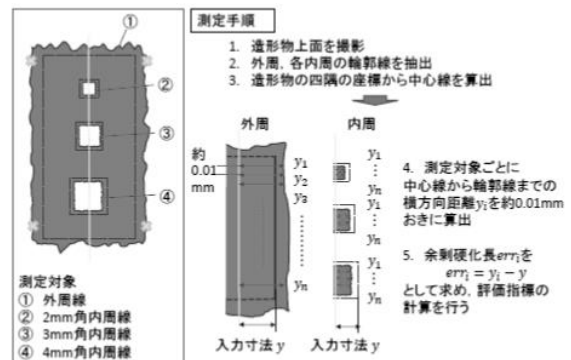 ①
②
③
④
測定対象
① 外周線
② 2mm角内周線
③ 3mm角内周線
④ 4mm角内周線
測定手順
1. 造形物上面を撮影
2. 外周，各内周の輪郭線を抽出
3. 造形物の四隅の座標から中心線を算出
外周
内周
約
0.01
mm
y₁
y₂
y₃
yₙ
y₁
yₙ
y₁
yₙ
y₁
yₙ
入力寸法 y
入力寸法 y
4. 測定対象ごとに
中心線から輪郭線までの
横方向距離yᵢを約0.01mm
おきに算出
5. 余剰硬化長errᵢを
errᵢ = yᵢ − y
として求め，評価指標の
計算を行う